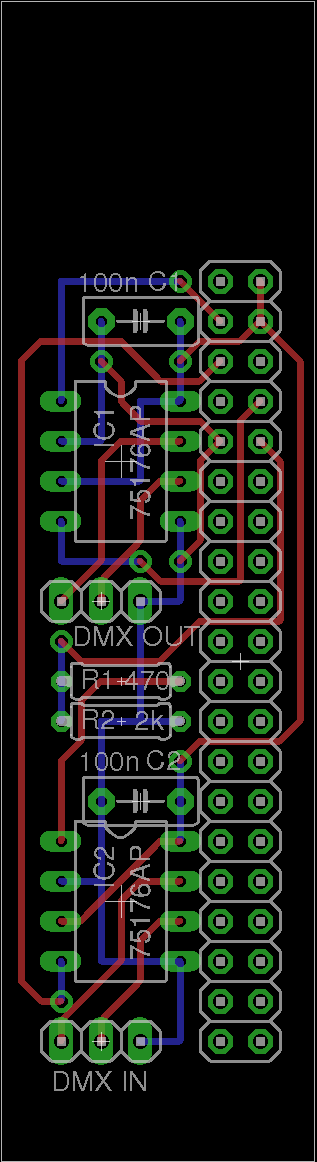 100n C1
IC1
75176AP
DMX OUT
R1 470
R2 2k
100n C2
IC2
75176AP
DMX IN